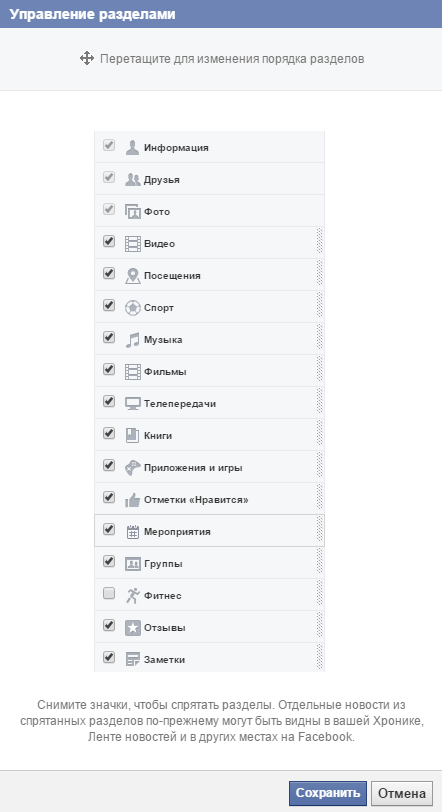 Управление разделами
Перетащите для изменения порядка разделов
Информация
Друзья
Фото
Видео
Посещения
Спорт
Музыка
Фильмы
Телепередачи
Книги
Приложения и игры
Отметки «Нравится»
Мероприятия
Группы
Фитнес
Отзывы
Заметки
Снимите значки, чтобы спрятать разделы. Отдельные новости из
спрятанных разделов по-прежнему могут быть видны в вашей Хронике,
Ленте новостей и в других местах на Facebook.
Сохранить Отмена